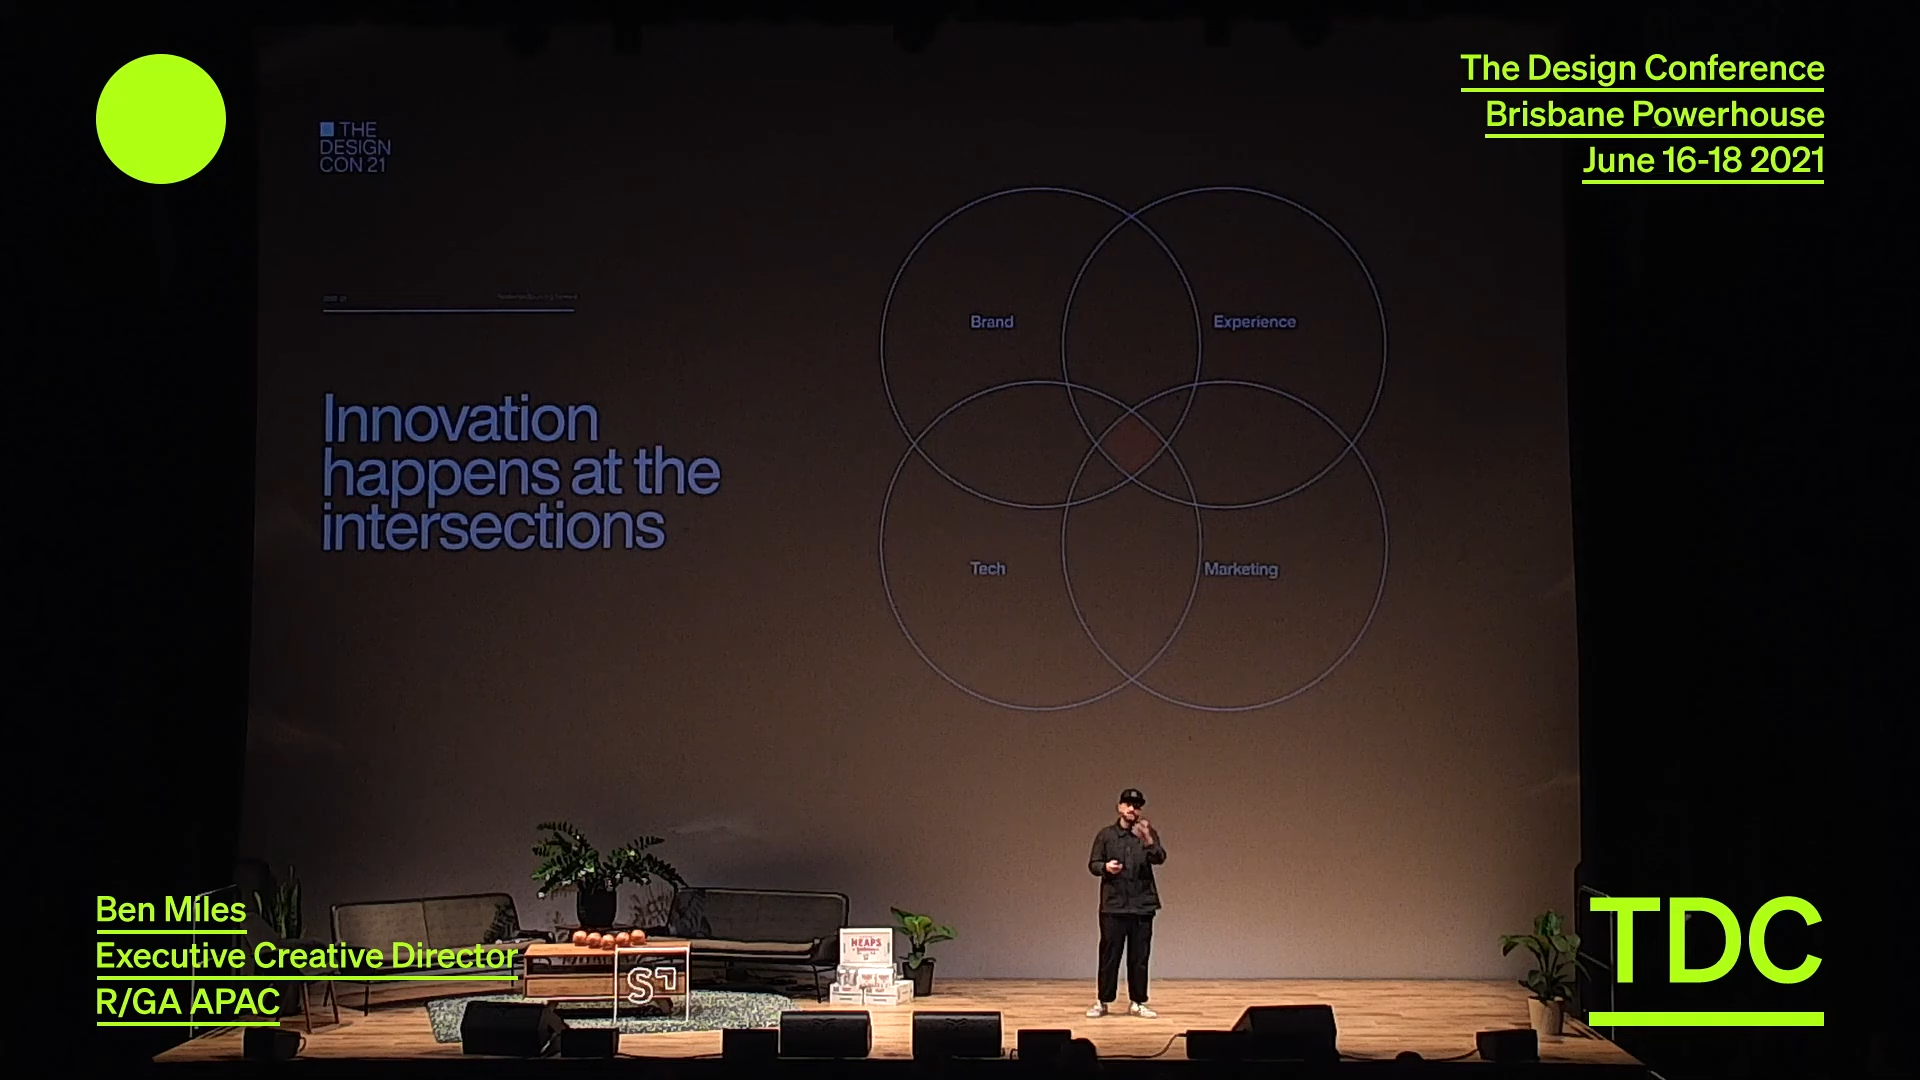 The Design Conference
Brisbane Powerhouse
June 16-18 2021
THE
DESIGN
CON 21
Innovation
happens at the
intersections
Brand
Experience
Tech
Marketing
HEAPS
Ben Miles
Executive Creative Director
R/GA APAC
TDC